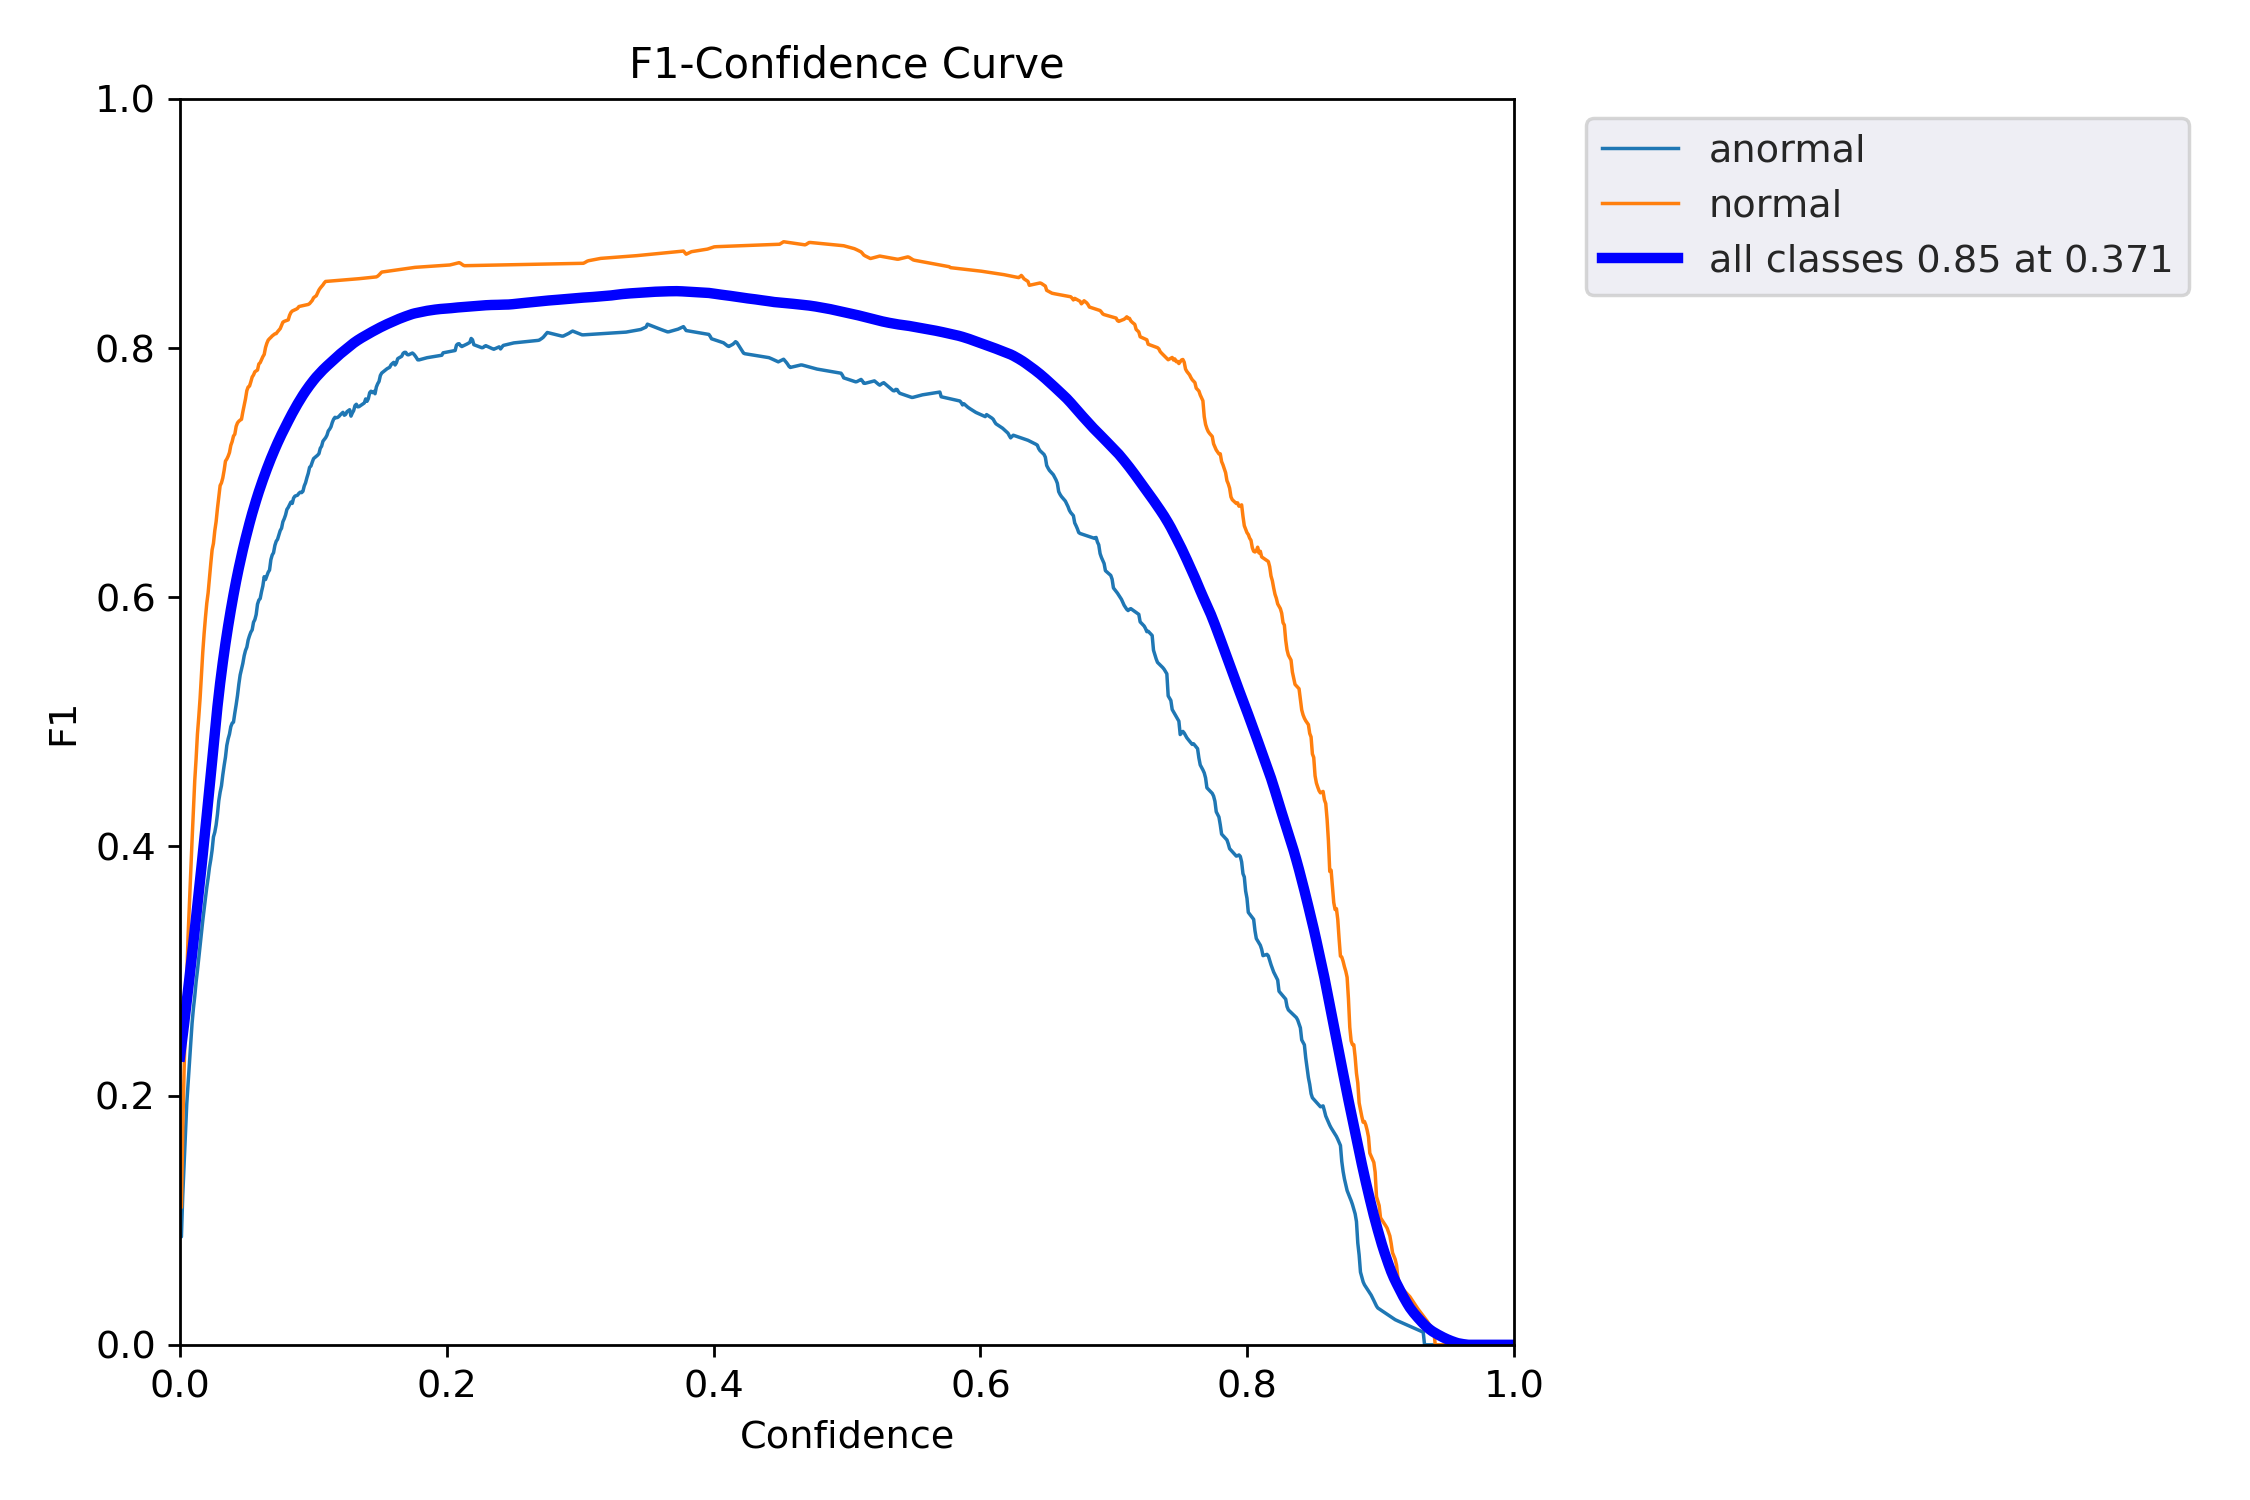 F1-Confidence Curve
1.0
0.8
0.6
0.4
0.2
0.0
F1
0.0 0.2 0.4 0.6 0.8 1.0
Confidence
anormal
normal
all classes 0.85 at 0.371